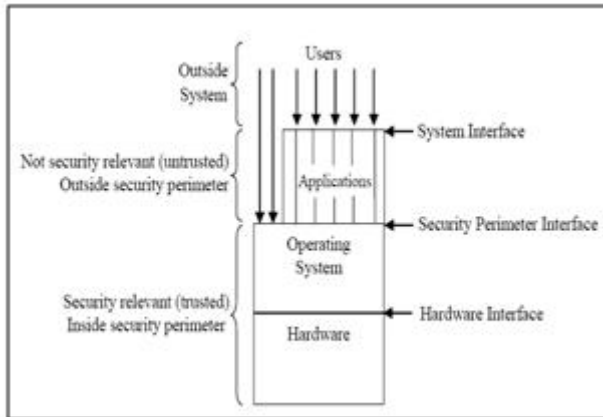 Users
Outside
System
System Interface
Not security relevant (untrusted)
Outside security perimeter
Applications
Security Perimeter Interface
Operating
System
Security relevant (trusted)
Inside security perimeter
Hardware Interface
Hardware